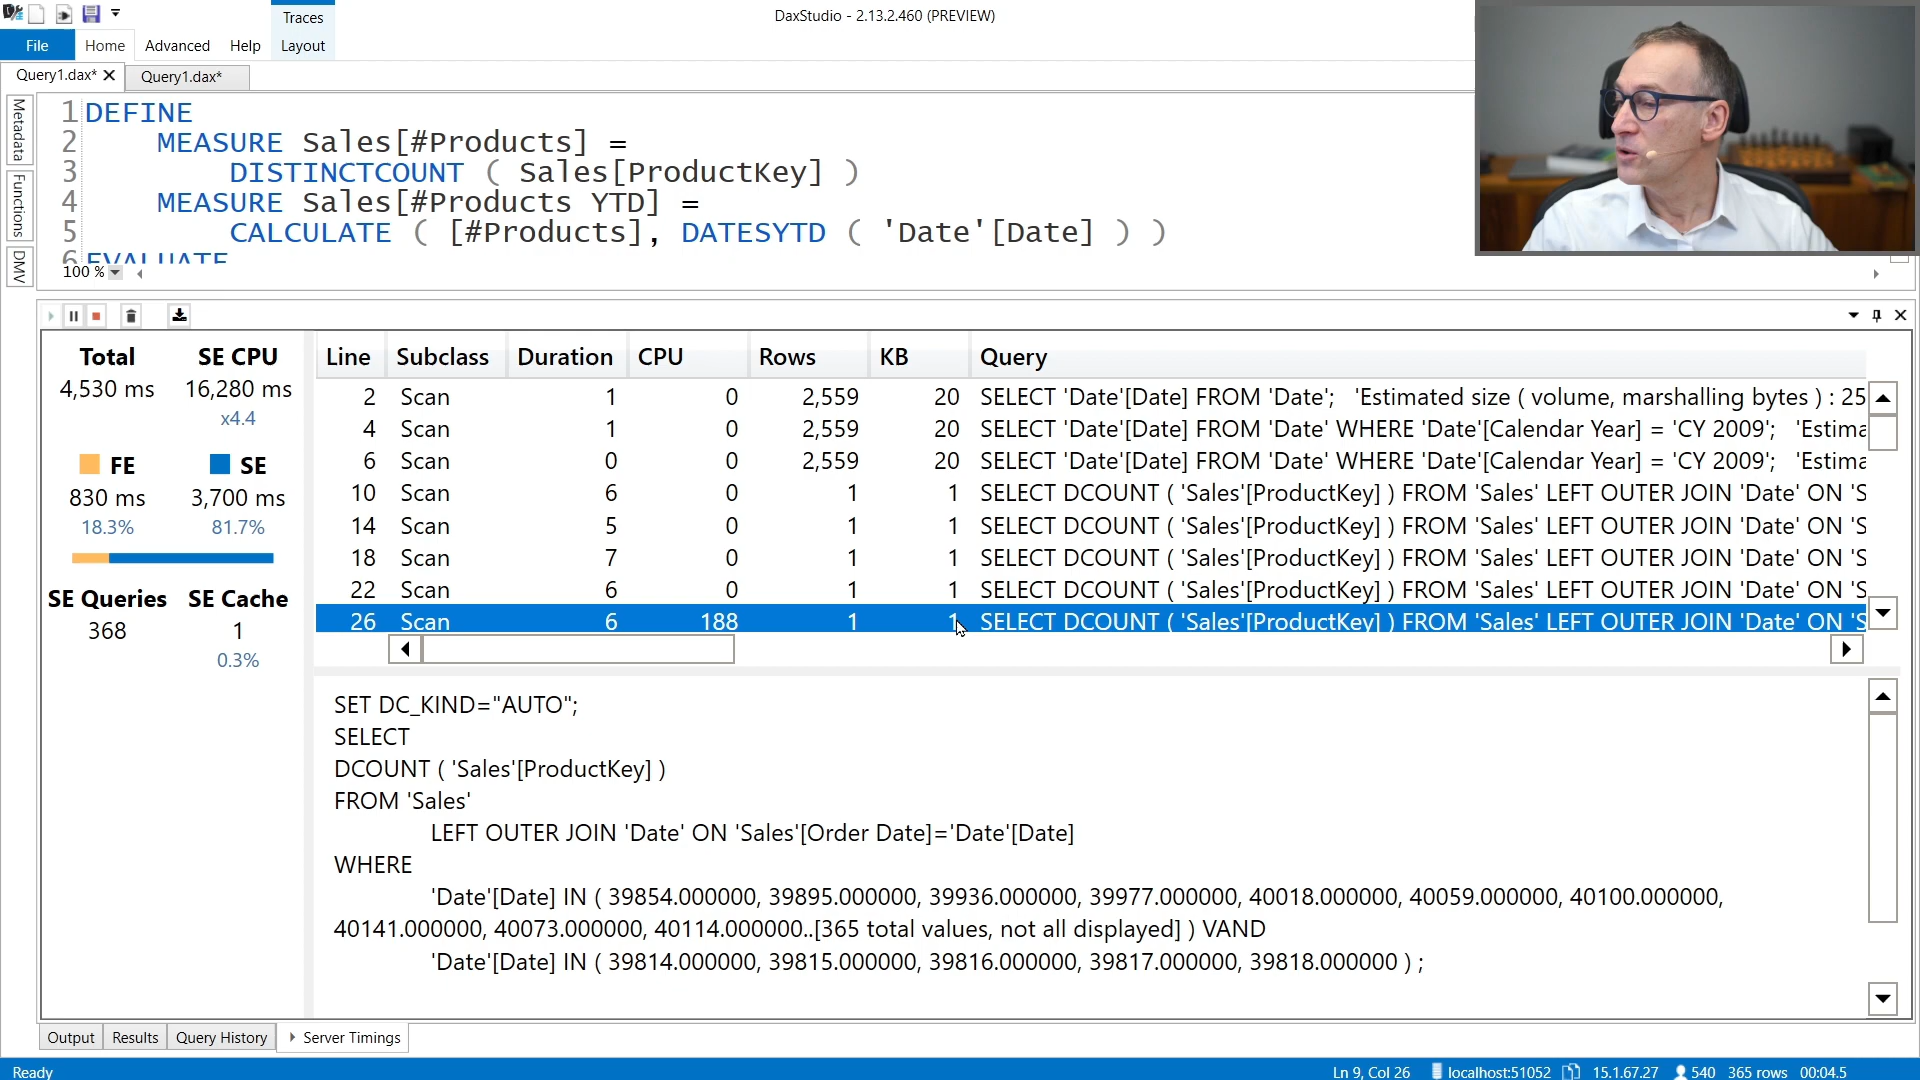 DaxStudio - 2.13.2.460 (PREVIEW)
Traces
File Home Advanced Help Layout
Query1.dax* Query1.dax*
Metadata
Functions
DMV
1 DEFINE
2 MEASURE Sales[#Products] =
3 DISTINCTCOUNT ( Sales[ProductKey] )
4 MEASURE Sales[#Products YTD] =
5 CALCULATE ( [#Products], DATESYTD ( 'Date'[Date] ) )
6 EVALUATE
100 %
Total SE CPU
4,530 ms 16,280 ms
x4.4
FE SE
830 ms 3,700 ms
18.3% 81.7%
SE Queries SE Cache
368 1
0.3%
Line Subclass Duration CPU Rows KB Query
2 Scan 1 0 2,559 20 SELECT 'Date'[Date] FROM 'Date'; 'Estimated size ( volume, marshalling bytes ) : 25
4 Scan 1 0 2,559 20 SELECT 'Date'[Date] FROM 'Date' WHERE 'Date'[Calendar Year] = 'CY 2009'; 'Estima
6 Scan 0 0 2,559 20 SELECT 'Date'[Date] FROM 'Date' WHERE 'Date'[Calendar Year] = 'CY 2009'; 'Estima
10 Scan 6 0 1 1 SELECT DCOUNT ( 'Sales'[ProductKey] ) FROM 'Sales' LEFT OUTER JOIN 'Date' ON 'S
14 Scan 5 0 1 1 SELECT DCOUNT ( 'Sales'[ProductKey] ) FROM 'Sales' LEFT OUTER JOIN 'Date' ON 'S
18 Scan 7 0 1 1 SELECT DCOUNT ( 'Sales'[ProductKey] ) FROM 'Sales' LEFT OUTER JOIN 'Date' ON 'S
22 Scan 6 0 1 1 SELECT DCOUNT ( 'Sales'[ProductKey] ) FROM 'Sales' LEFT OUTER JOIN 'Date' ON 'S
26 Scan 6 188 1 1 SELECT DCOUNT ( 'Sales'[ProductKey] ) FROM 'Sales' LEFT OUTER JOIN 'Date' ON 'S
SET DC_KIND="AUTO";
SELECT
DCOUNT ( 'Sales'[ProductKey] )
FROM 'Sales'
LEFT OUTER JOIN 'Date' ON 'Sales'[Order Date]='Date'[Date]
WHERE
'Date'[Date] IN ( 39854.000000, 39895.000000, 39936.000000, 39977.000000, 40018.000000, 40059.000000, 40100.000000,
40141.000000, 40073.000000, 40114.000000..[365 total values, not all displayed] ) VAND
'Date'[Date] IN ( 39814.000000, 39815.000000, 39816.000000, 39817.000000, 39818.000000 ) ;
Output Results Query History Server Timings
Ready Ln 9, Col 26 localhost:51052 15.1.67.27 540 365 rows 00:04.5